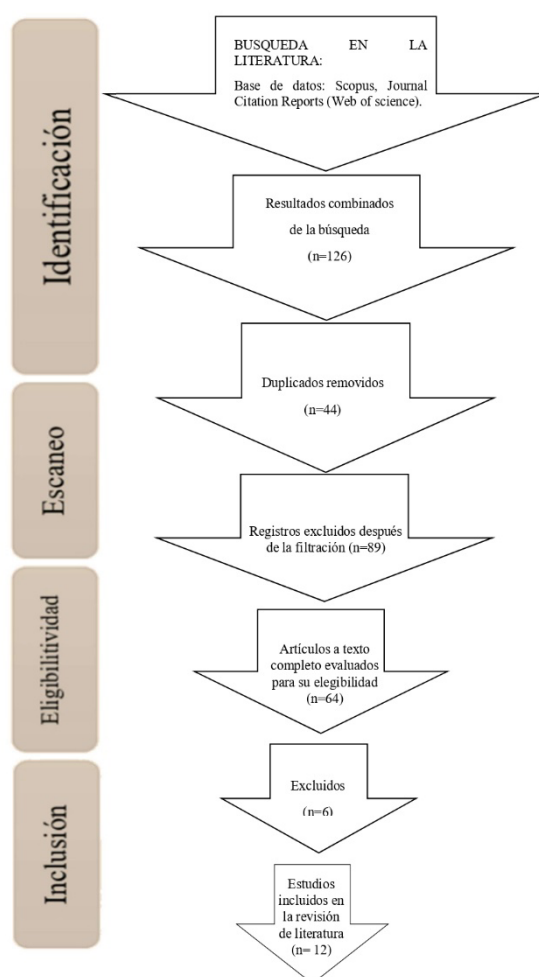 Identificación
BUSQUEDA EN LA
LITERATURA:
Base de datos: Scopus, Journal
Citation Reports (Web of science).
Resultados combinados
de la búsqueda
(n=126)
Duplicados removidos
(n=44)
Escaneo
Registros excluidos después
de la filtración (n=89)
Eligibilitividad
Artículos a texto
completo evaluados
para su elegibilidad
(n=64)
Inclusión
Excluidos
(n=6)
Estudios
incluidos en
la revisión
de literatura
(n= 12)